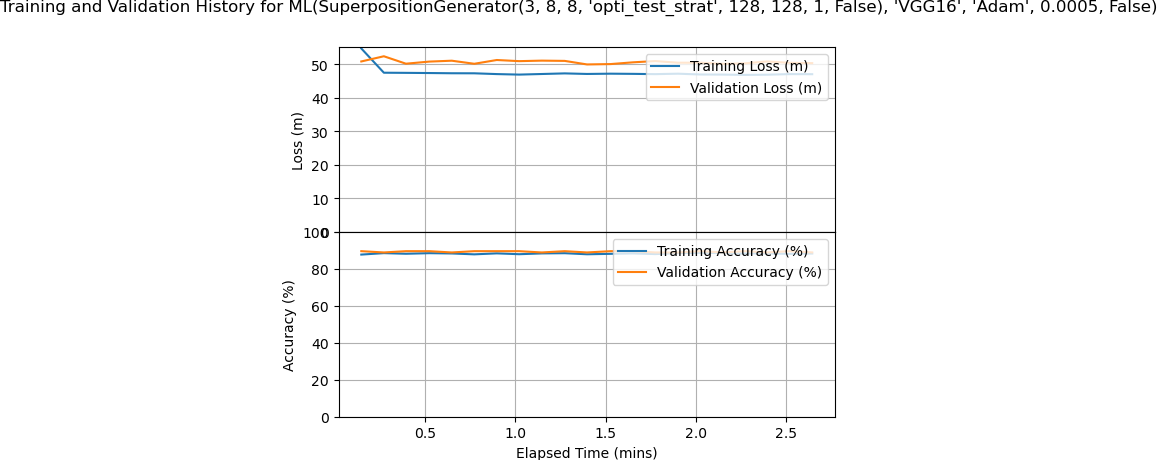 Training and Validation History for ML(SuperpositionGenerator(3, 8, 8, 'opti_test_strat', 128, 128, 1, False), 'VGG16', 'Adam', 0.0005, False)
50
40
30
20
10
0
Loss (m)
Training Loss (m)
Validation Loss (m)
100
80
60
40
20
0
Accuracy (%)
Training Accuracy (%)
Validation Accuracy (%)
0.5 1.0 1.5 2.0 2.5
Elapsed Time (mins)